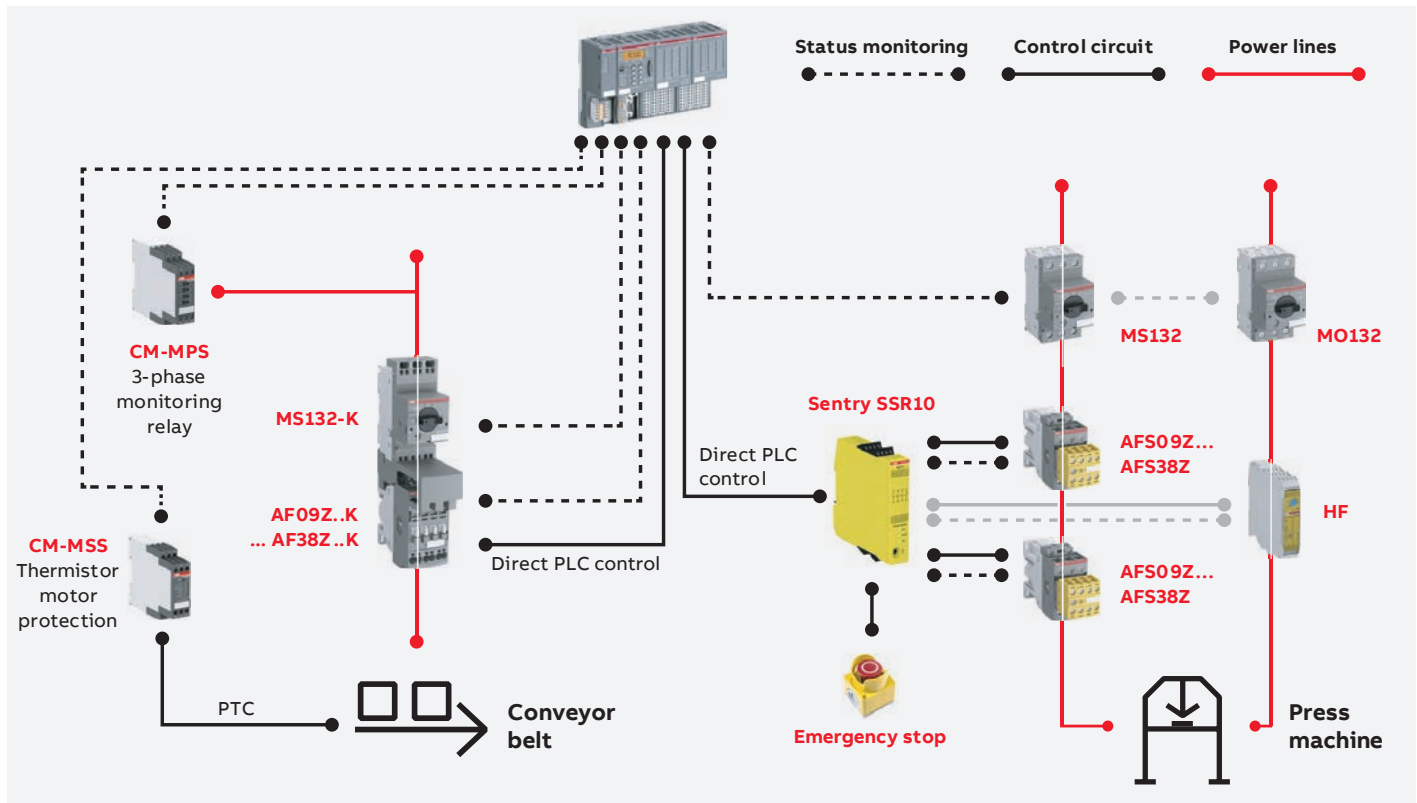 Status monitoring
Control circuit
Power lines
CM-MPS
3-phase
monitoring
relay
MS132-K
AF09Z..K
... AF38Z..K
Direct PLC control
CM-MSS
Thermistor
motor
protection
PTC
Conveyor
belt
Direct PLC
control
Sentry SSR10
Emergency stop
MS132
MO132
AFS09Z...
AFS38Z
HF
AFS09Z...
AFS38Z
Press
machine